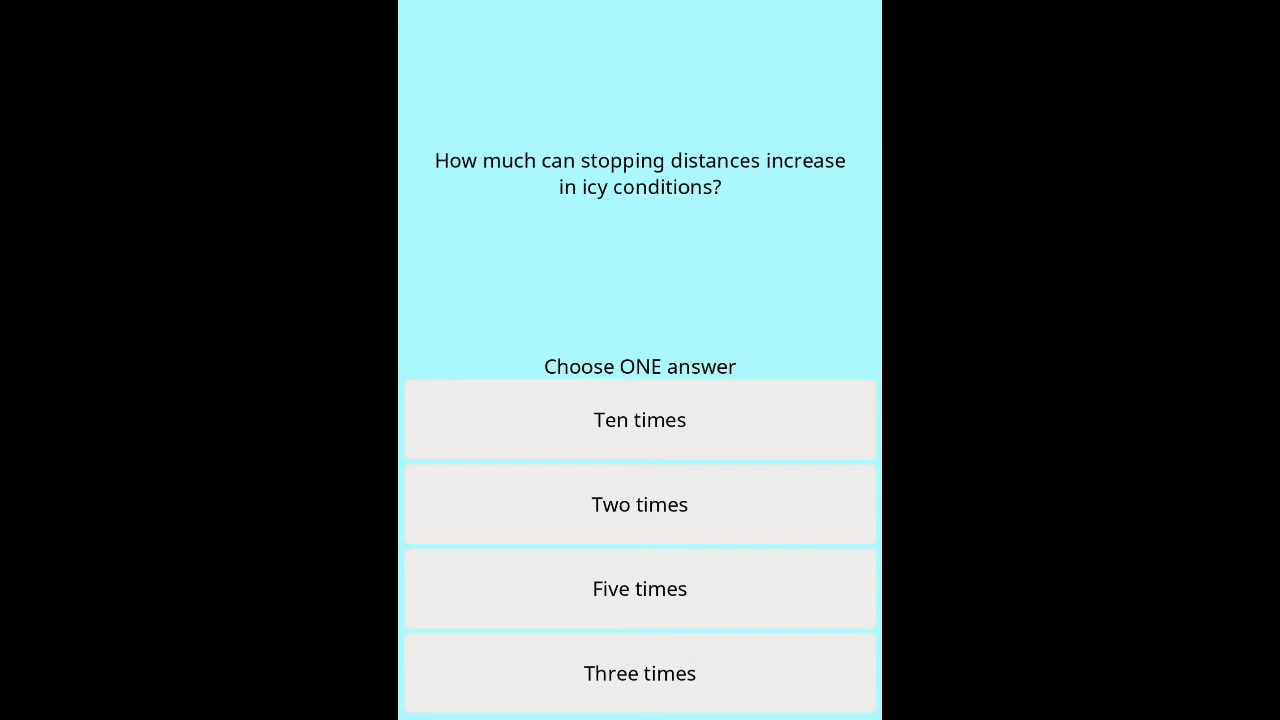 How much can stopping distances increase
in icy conditions?
Choose ONE answer
Ten times
Two times
Five times
Three times